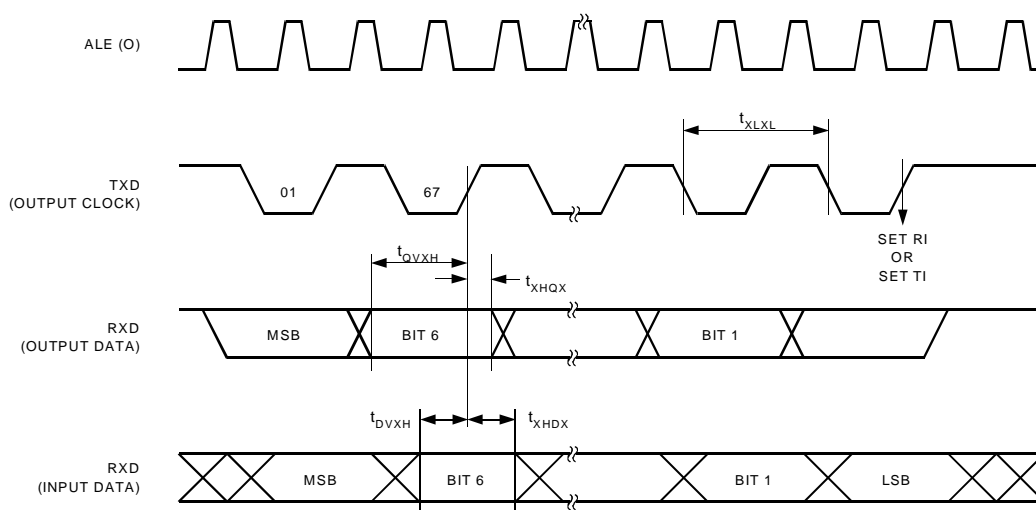 ALE (O)
tXLXL
TXD
(OUTPUT CLOCK)
01
67
SET RI
OR
SET TI
tQVXH
tXHQX
RXD
(OUTPUT DATA)
MSB
BIT 6
BIT 1
tDVXH
tXHDX
RXD
(INPUT DATA)
MSB
BIT 6
BIT 1
LSB